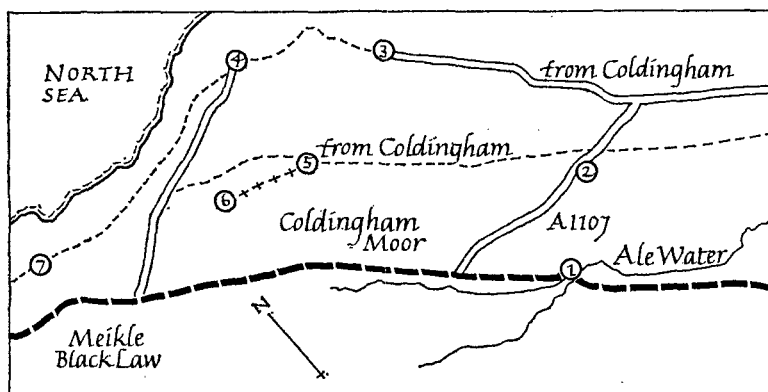 NORTH
SEA
4
3
from Coldingham
5
from Coldingham
2
6
Coldingham
Moor
A1107
Ale Water
7
1
Meikle
Black Law
N